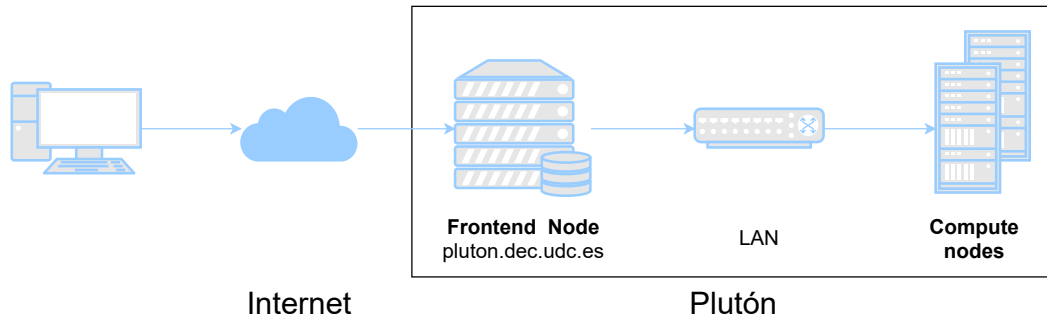 Frontend Node
pluton.dec.udc.es
LAN
Compute
nodes
Internet
Plutón